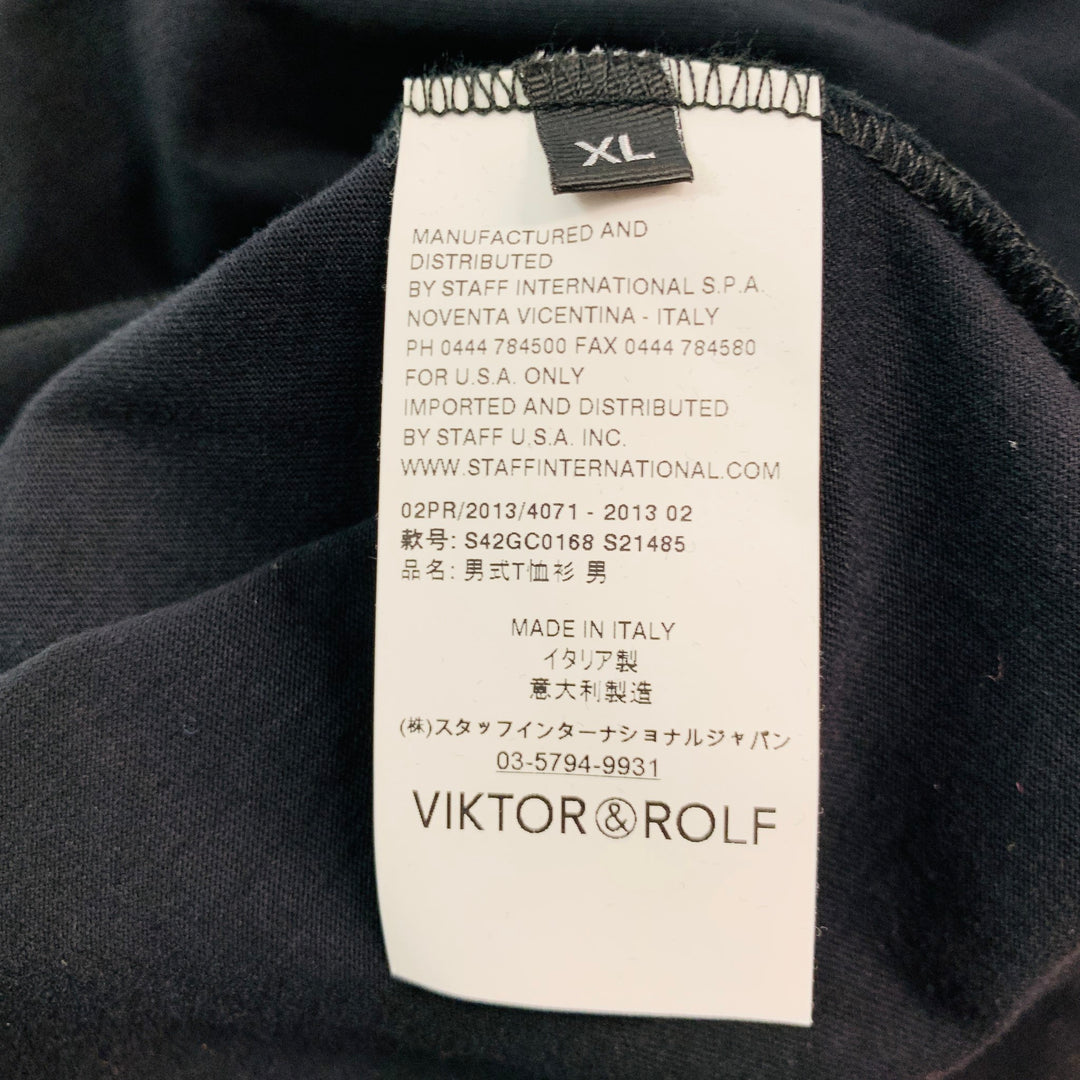 XL
MANUFACTURED AND
DISTRIBUTED
BY STAFF INTERNATIONAL S.P.A.
NOVENTA VICENTINA - ITALY
PH 0444 784500 FAX 0444 784580
FOR U.S.A. ONLY
IMPORTED AND DISTRIBUTED
BY STAFF U.S.A. INC.
WWW.STAFFINTERNATIONAL.COM
02PR/2013/4071 - 2013 02
款号: S42GC0168 S21485
品名: 男式T恤衫 男
MADE IN ITALY
イタリア製
意大利製造
(株)スタッフインターナショナルジャパン
03-5794-9931
VIKTOR&ROLF